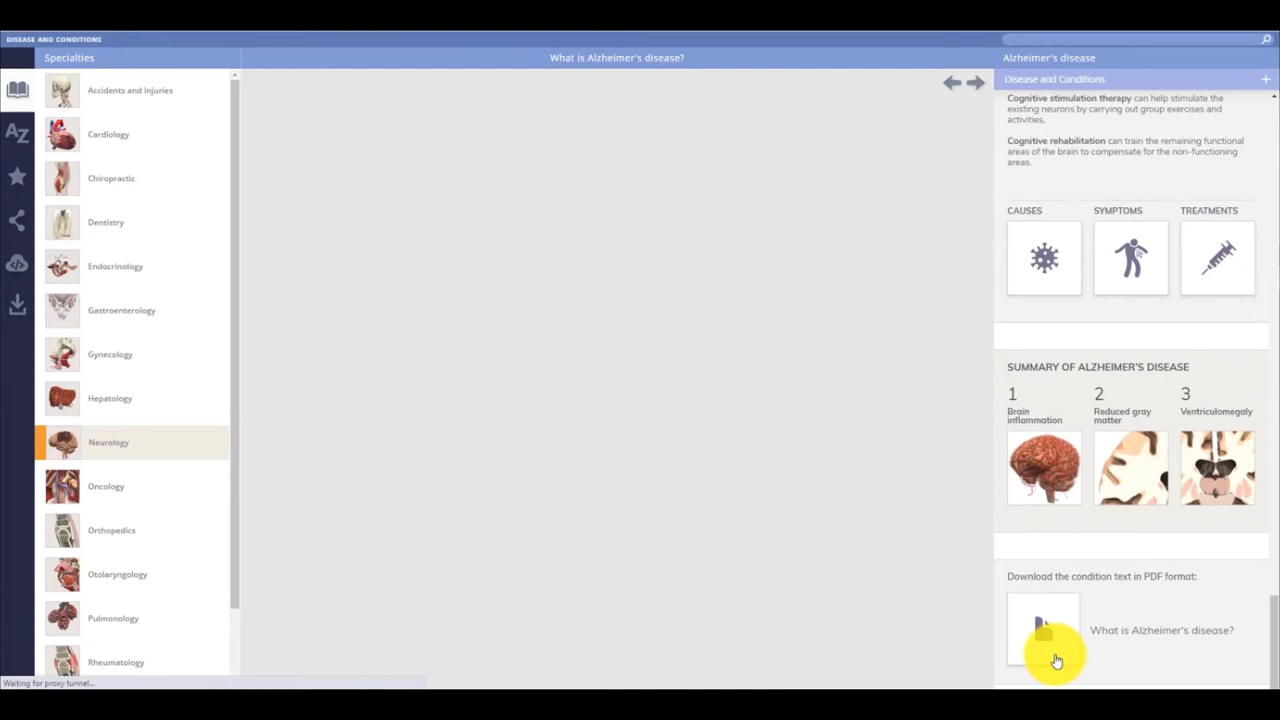 DISEASE AND CONDITIONS
Specialties
What is Alzheimer's disease?
Alzheimer's disease
Disease and Conditions
+
AZ
Accidents and injuries
Cardiology
Chiropractic
Dentistry
Endocrinology
Gastroenterology
Gynecology
Hepatology
Neurology
Oncology
Orthopedics
Otolaryngology
Pulmonology
Rheumatology
Cognitive stimulation therapy can help stimulate the
existing neurons by carrying out group exercises and
activities.
Cognitive rehabilitation can train the remaining functional
areas of the brain to compensate for the non-functioning
areas.
CAUSES
SYMPTOMS
TREATMENTS
SUMMARY OF ALZHEIMER'S DISEASE
1
Brain
inflammation
2
Reduced gray
matter
3
Ventriculomegaly
Download the condition text in PDF format:
What is Alzheimer's disease?
Waiting for proxy tunnel...